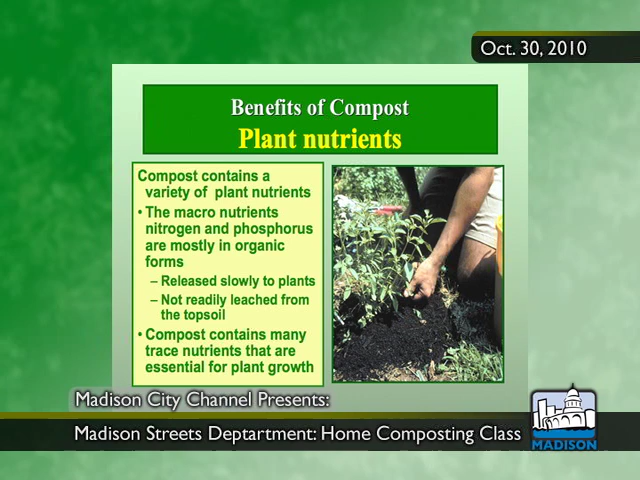 Oct. 30, 2010
Benefits of Compost
Plant nutrients
Compost contains a
variety of plant nutrients
• The macro nutrients
nitrogen and phosphorus
are mostly in organic
forms
– Released slowly to plants
– Not readily leached from
the topsoil
• Compost contains many
trace nutrients that are
essential for plant growth
Madison City Channel Presents:
Madison Streets Deptartment: Home Composting Class
MADISON